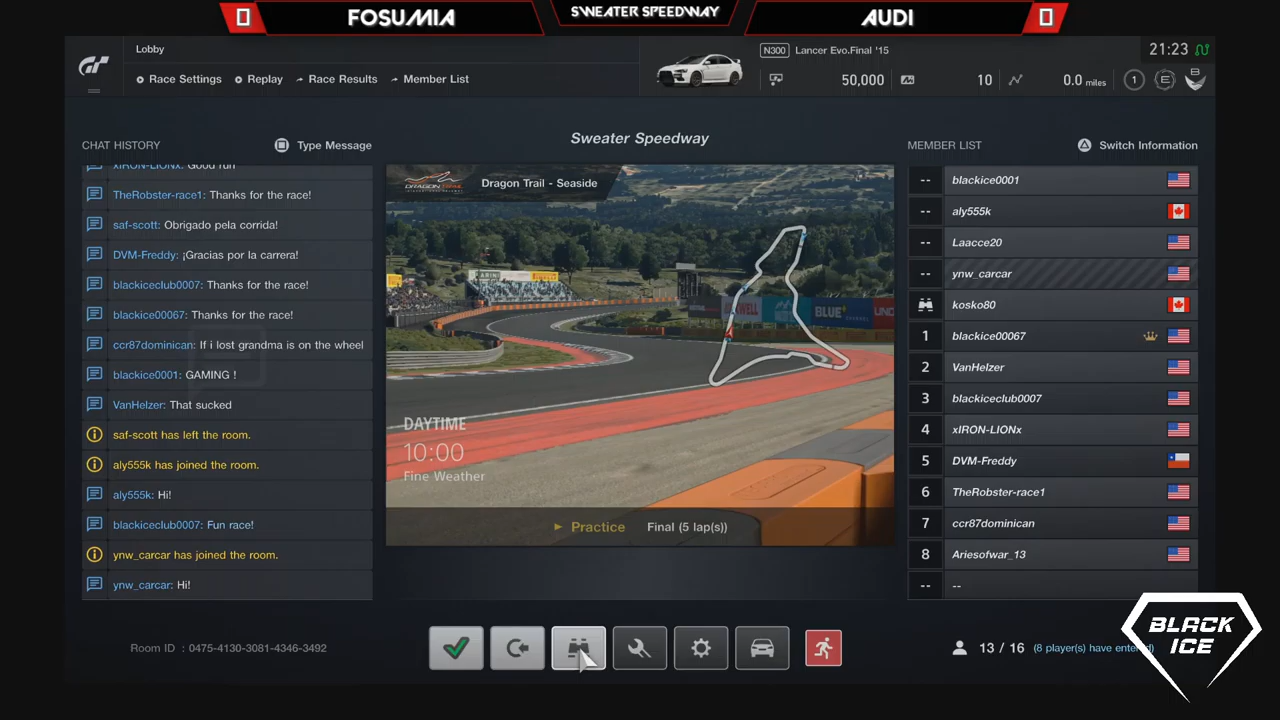 FOSUMIA
SWEATER SPEEDWAY
AUDI
Lobby
Race Settings
Replay
Race Results
Member List
N300 Lancer Evo.Final '15
50,000
10
0.0 miles
1
E
B
21:23
CHAT HISTORY
Type Message
Sweater Speedway
MEMBER LIST
Switch Information
xIRON-LIONx: Good run
TheRobster-race1: Thanks for the race!
saf-scott: Obrigado pela corrida!
DVM-Freddy: ¡Gracias por la carrera!
blackiceclub0007: Thanks for the race!
blackice00067: Thanks for the race!
ccr87dominican: If i lost grandma is on the wheel
blackice0001: GAMING !
VanHelzer: That sucked
saf-scott has left the room.
aly555k has joined the room.
aly555k: Hi!
blackiceclub0007: Fun race!
ynw_carcar has joined the room.
ynw_carcar: Hi!
DRAGON TRAIL
Dragon Trail - Seaside
BLUE
DAYTIME
10:00
Fine Weather
Practice
Final (5 lap(s))
-- blackice0001
-- aly555k
-- Laacce20
-- ynw_carcar
kosko80
1 blackice00067
2 VanHelzer
3 blackiceclub0007
4 xIRON-LIONx
5 DVM-Freddy
6 TheRobster-race1
7 ccr87dominican
8 Ariesofwar_13
-- --
Room ID : 0475-4130-3081-4346-3492
13 / 16 (8 player(s) have entered)
BLACK
ICE